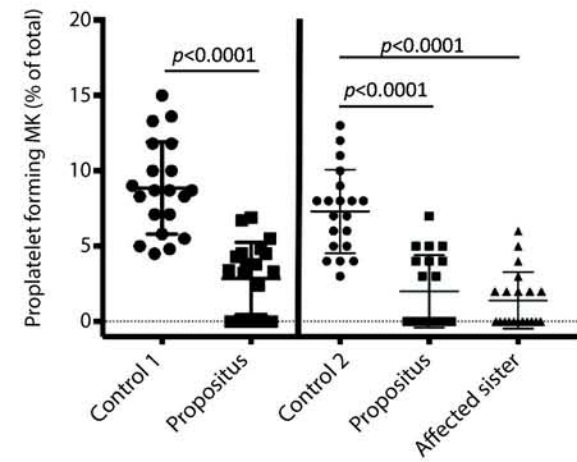 Proplatelet forming MK (% of total)
20
15
10
5
0
p<0.0001
p<0.0001
p<0.0001
Control 1
Propositus
Control 2
Propositus
Affected sister